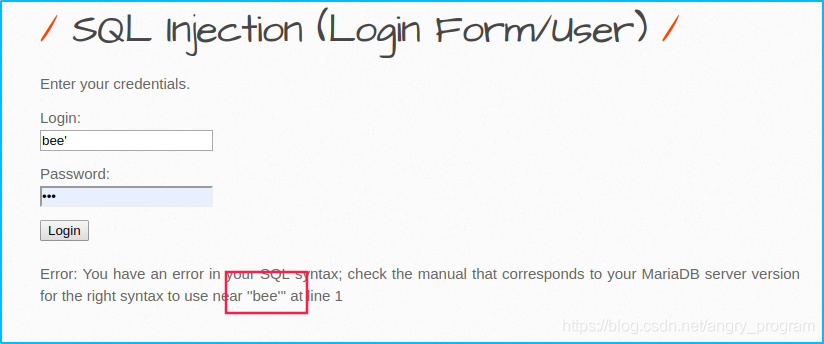 / SQL Injection (Login Form/User) /
Enter your credentials.
Login:
bee'
Password:
•••
Login
Error: You have an error in your SQL syntax; check the manual that corresponds to your MariaDB server version
for the right syntax to use near ''bee''' at line 1
https://blog.csdn.net/angry_program